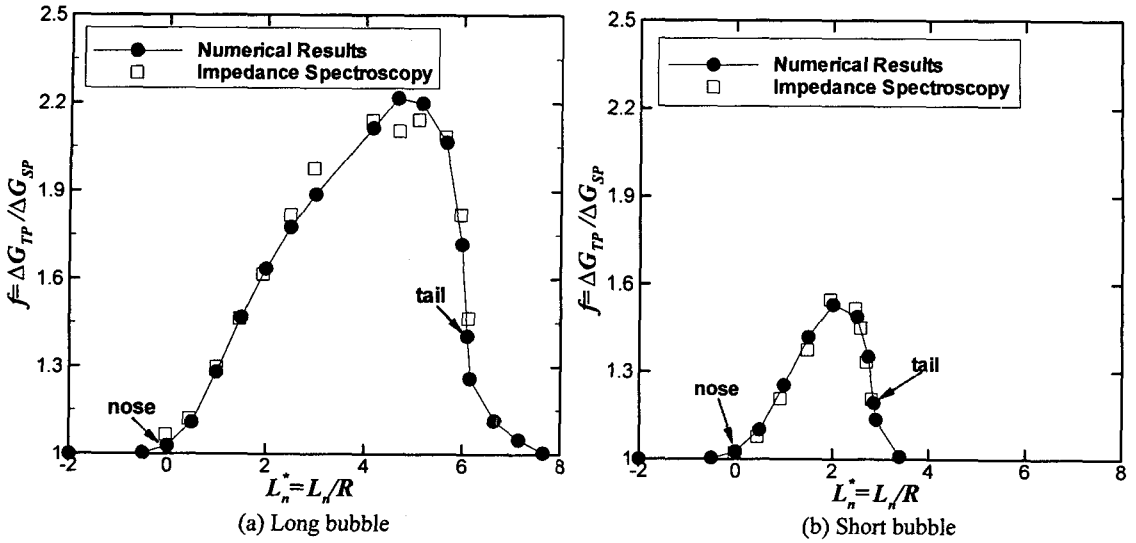 2.5
2.2
1.9
1.6
1.3
1
Numerical Results
Impedance Spectroscopy
f=ΔG_TP/ΔG_SP
tail
nose
-2 0 2 4 6 8
L_n^*=L_n/R
(a) Long bubble
2.5
2.2
1.9
1.6
1.3
1
Numerical Results
Impedance Spectroscopy
f=ΔG_TP/ΔG_SP
nose
tail
-2 0 2 4 6 8
L_n^*=L_n/R
(b) Short bubble